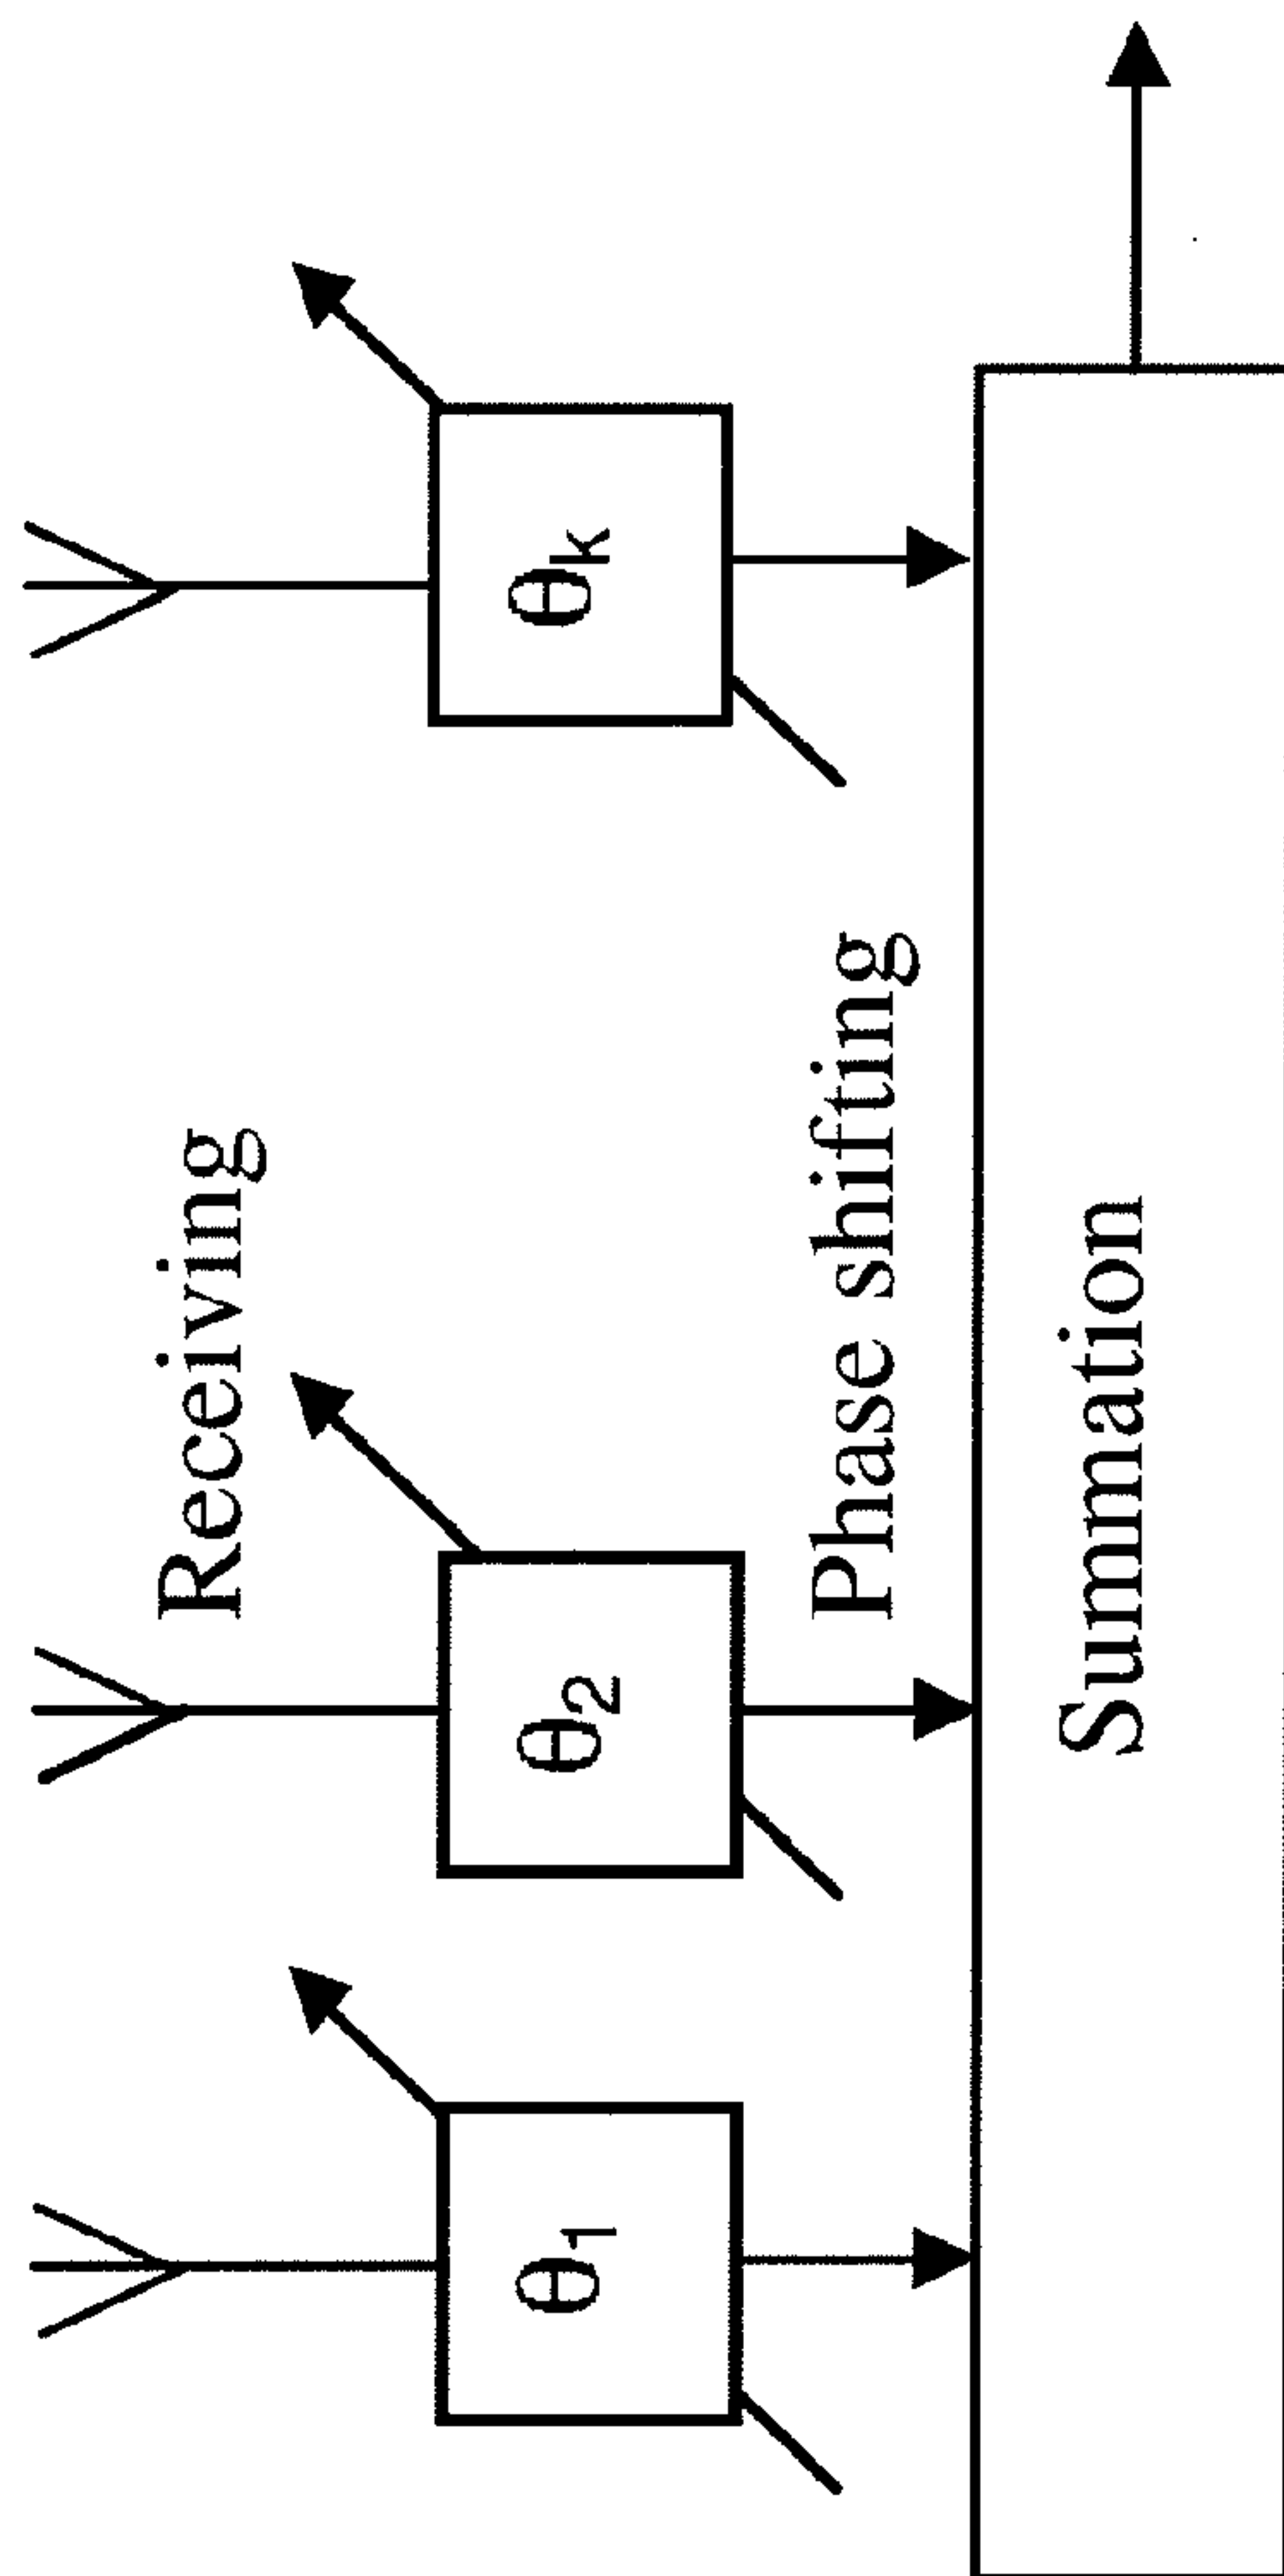 Receiving
θ1
θ2
θk
Phase shifting
Summation